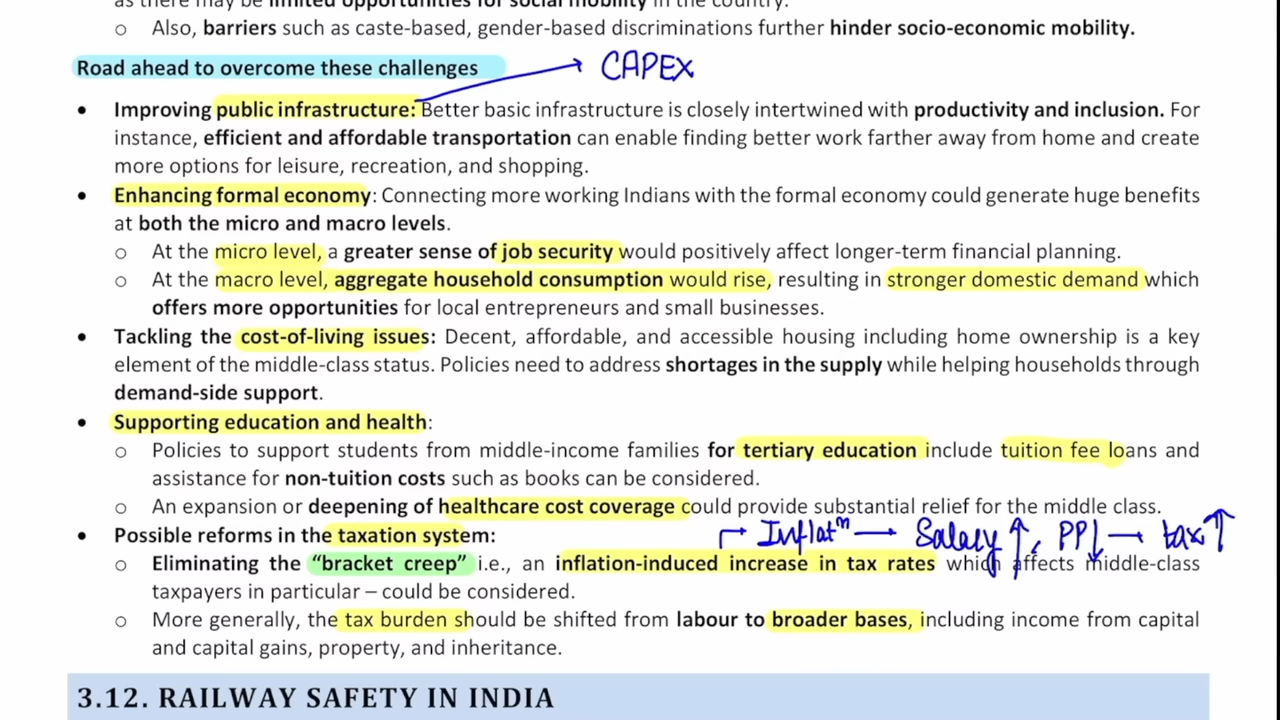 as there may be limited opportunities for social mobility in the country.
o Also, barriers such as caste-based, gender-based discriminations further hinder socio-economic mobility.
Road ahead to overcome these challenges
CAPEX
• Improving public infrastructure: Better basic infrastructure is closely intertwined with productivity and inclusion. For
instance, efficient and affordable transportation can enable finding better work farther away from home and create
more options for leisure, recreation, and shopping.
• Enhancing formal economy: Connecting more working Indians with the formal economy could generate huge benefits
at both the micro and macro levels.
o At the micro level, a greater sense of job security would positively affect longer-term financial planning.
o At the macro level, aggregate household consumption would rise, resulting in stronger domestic demand which
offers more opportunities for local entrepreneurs and small businesses.
• Tackling the cost-of-living issues: Decent, affordable, and accessible housing including home ownership is a key
element of the middle-class status. Policies need to address shortages in the supply while helping households through
demand-side support.
• Supporting education and health:
o Policies to support students from middle-income families for tertiary education include tuition fee loans and
assistance for non-tuition costs such as books can be considered.
o An expansion or deepening of healthcare cost coverage could provide substantial relief for the middle class.
• Possible reforms in the taxation system:
Inflatⁿ → Salary ↑, PP↓ → tax ↑
o Eliminating the “bracket creep” i.e., an inflation-induced increase in tax rates which affects middle-class
taxpayers in particular – could be considered.
o More generally, the tax burden should be shifted from labour to broader bases, including income from capital
and capital gains, property, and inheritance.
3.12. RAILWAY SAFETY IN INDIA